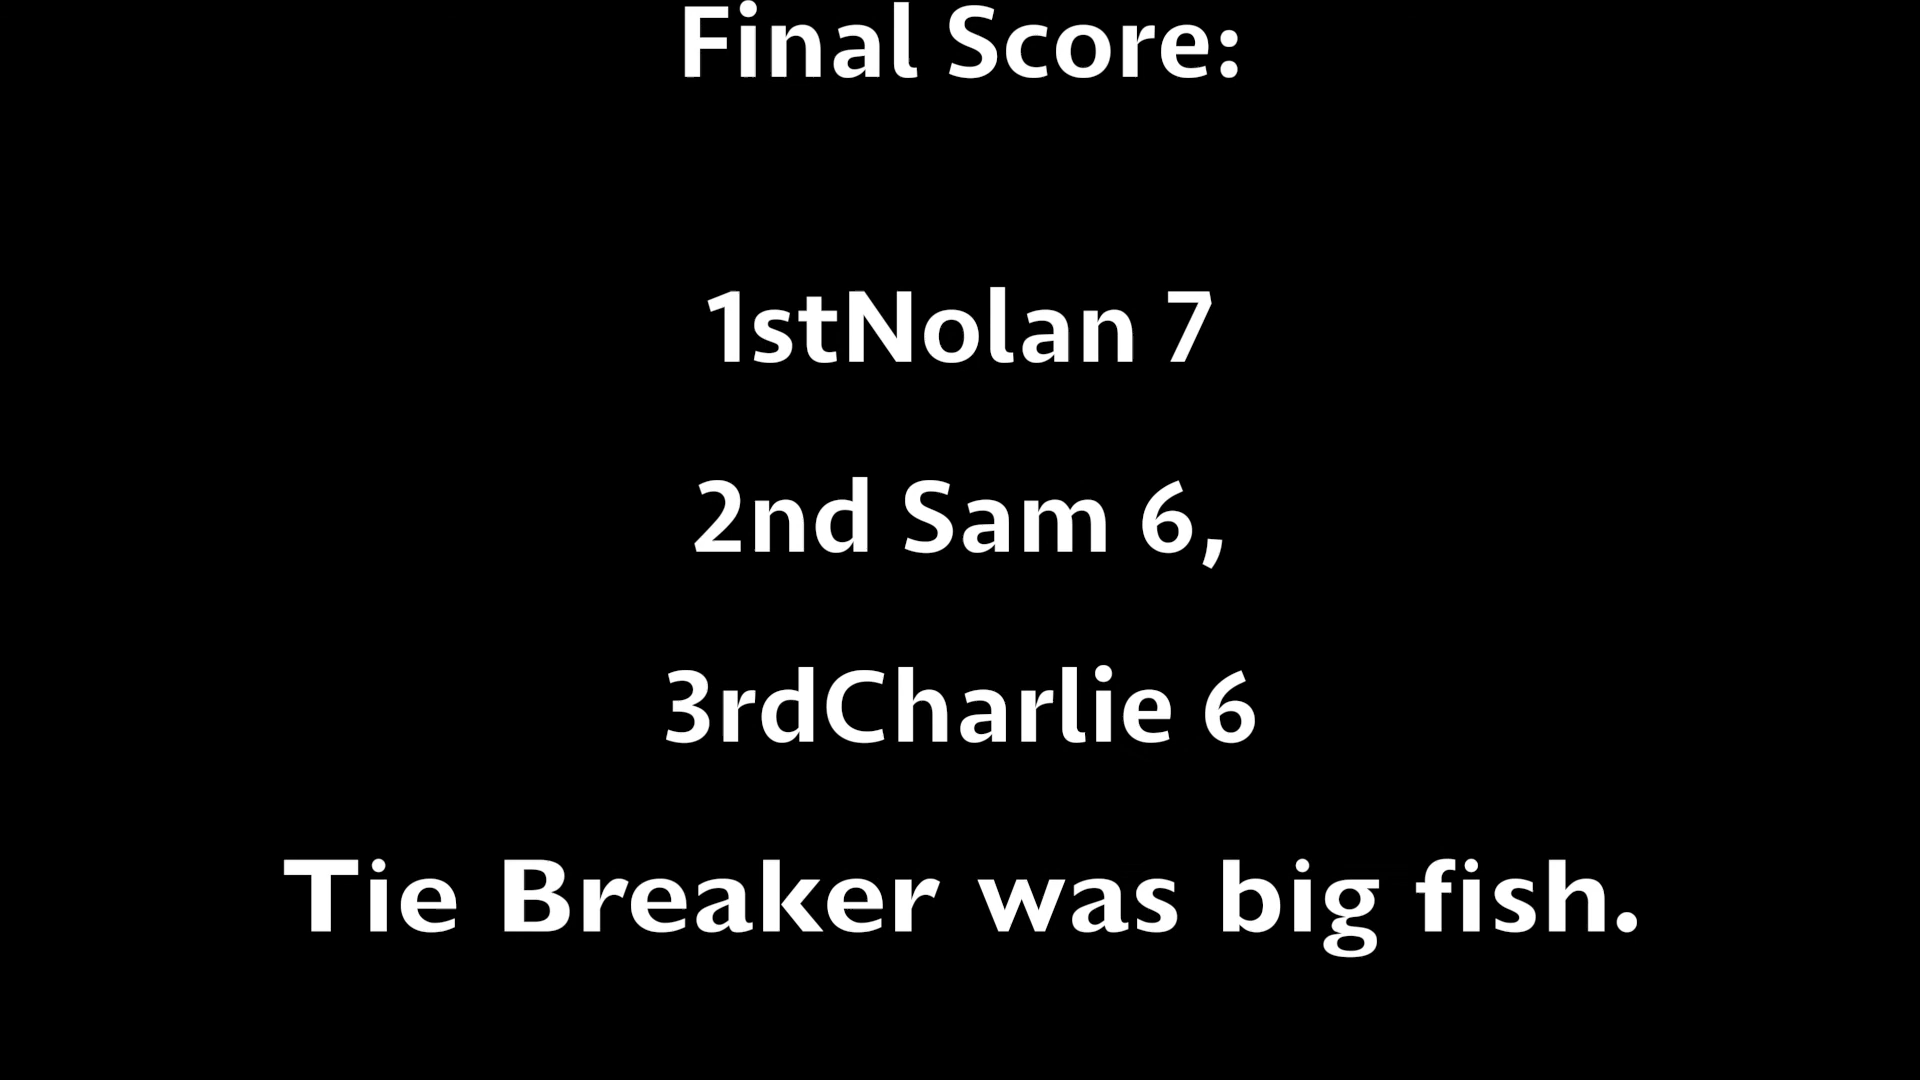 Final Score:
1stNolan 7
2nd Sam 6,
3rdCharlie 6
Tie Breaker was big fish.